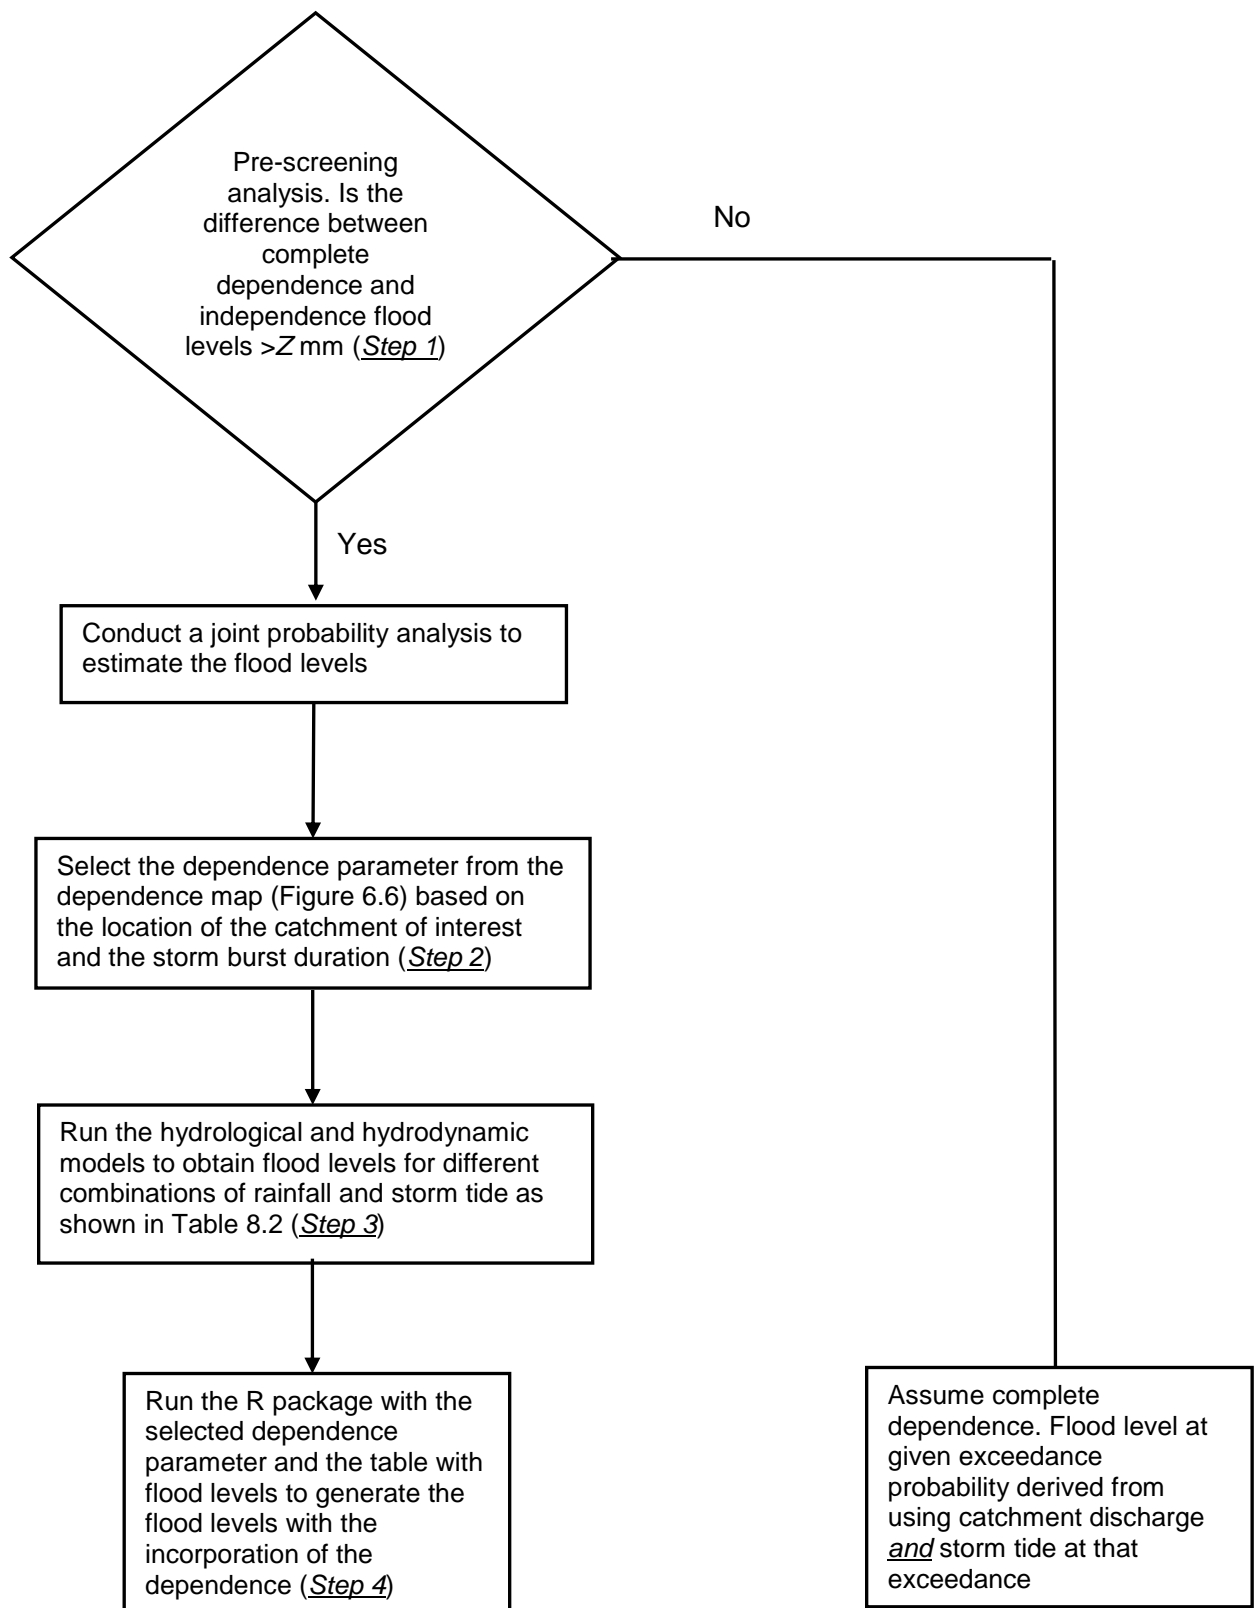 Pre-screening
analysis. Is the
difference between
complete
dependence and
independence flood
levels >Z mm (Step 1)
No
Yes
Conduct a joint probability analysis to
estimate the flood levels
Select the dependence parameter from the
dependence map (Figure 6.6) based on
the location of the catchment of interest
and the storm burst duration (Step 2)
Run the hydrological and hydrodynamic
models to obtain flood levels for different
combinations of rainfall and storm tide as
shown in Table 8.2 (Step 3)
Run the R package with the
selected dependence
parameter and the table with
flood levels to generate the
flood levels with the
incorporation of the
dependence (Step 4)
Assume complete
dependence. Flood level at
given exceedance
probability derived from
using catchment discharge
and storm tide at that
exceedance